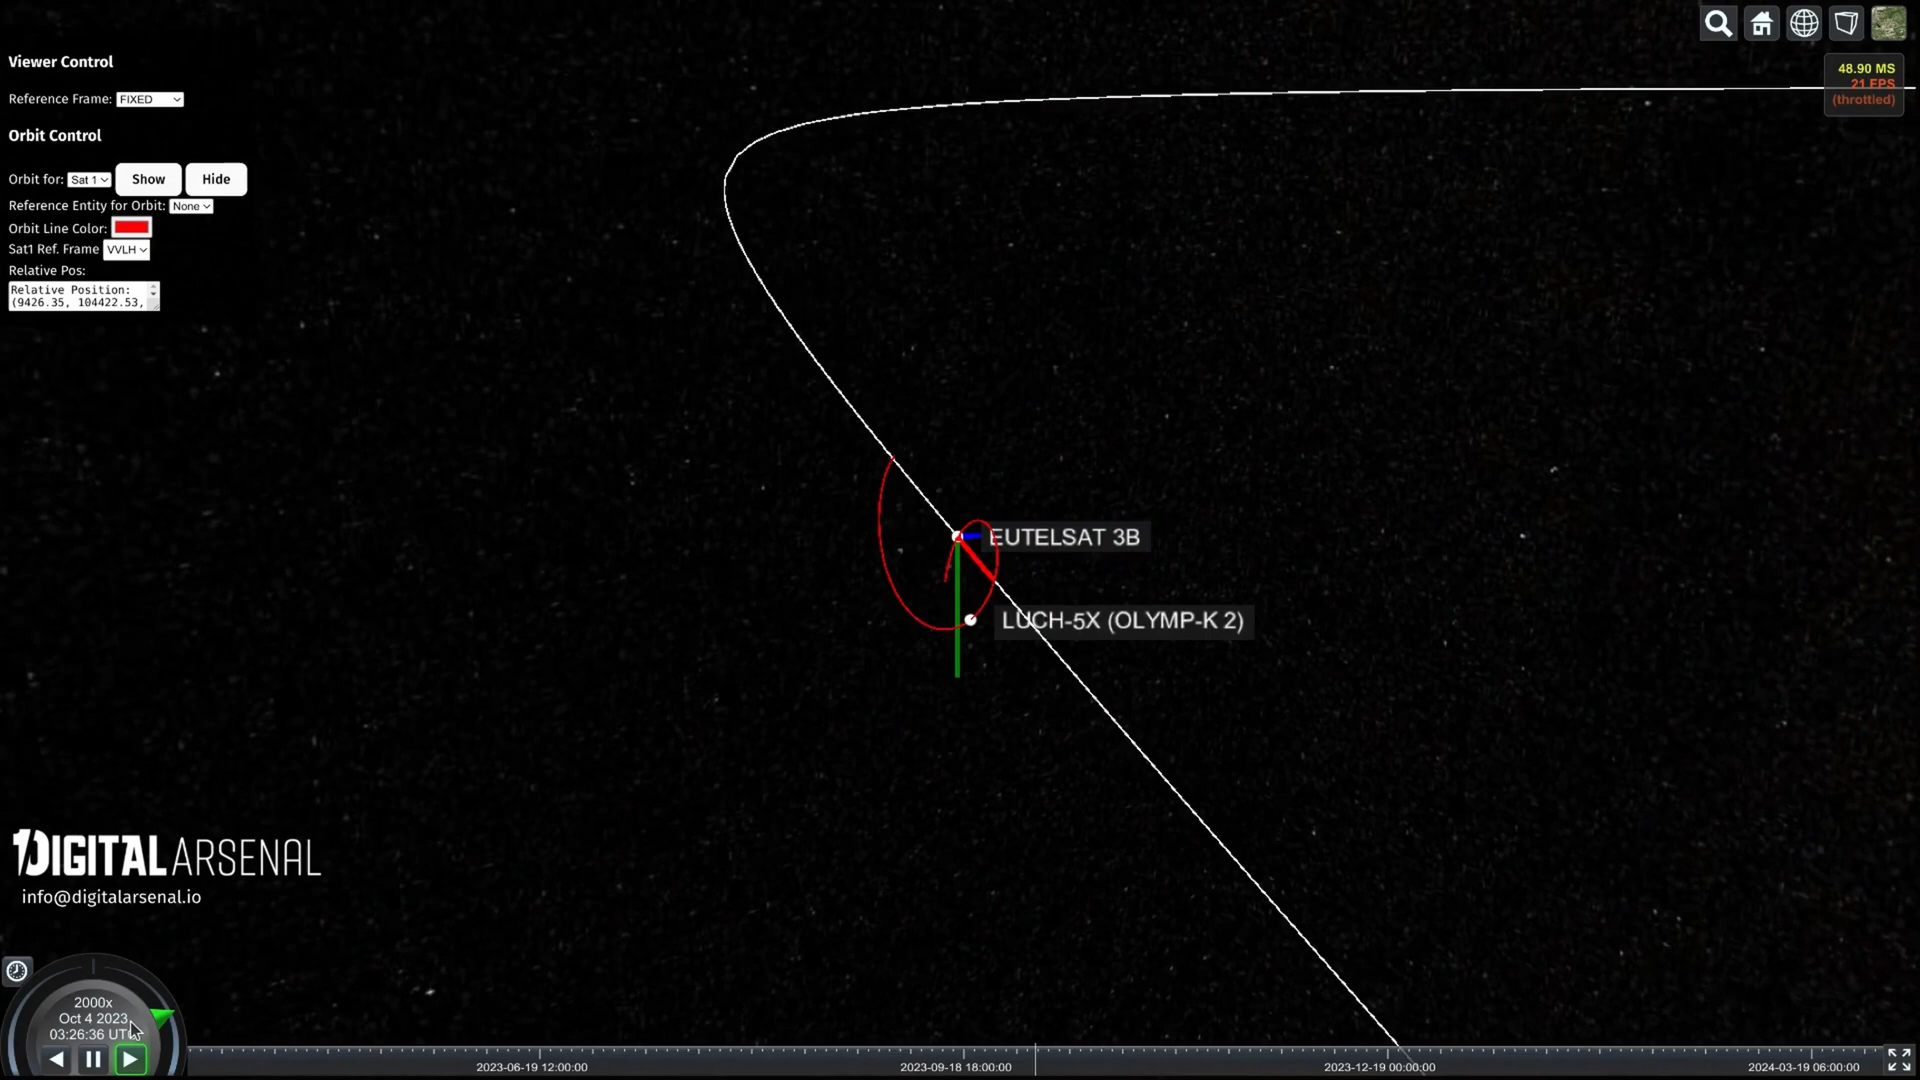 Viewer Control
Reference Frame: FIXED
Orbit Control
Orbit for: Sat 1 Show Hide
Reference Entity for Orbit: None
Orbit Line Color:
Sat1 Ref. Frame VVLH
Relative Pos:
Relative Position:
(9426.35, 104422.53,
48.90 MS
21 FPS
(throttled)
EUTELSAT 3B
LUCH-5X (OLYMP-K 2)
DIGITALARSENAL
info@digitalarsenal.io
2000x
Oct 4 2023
03:26:36 UTC
2023-06-19 12:00:00
2023-09-18 18:00:00
2023-12-19 00:00:00
2024-03-19 06:00:00